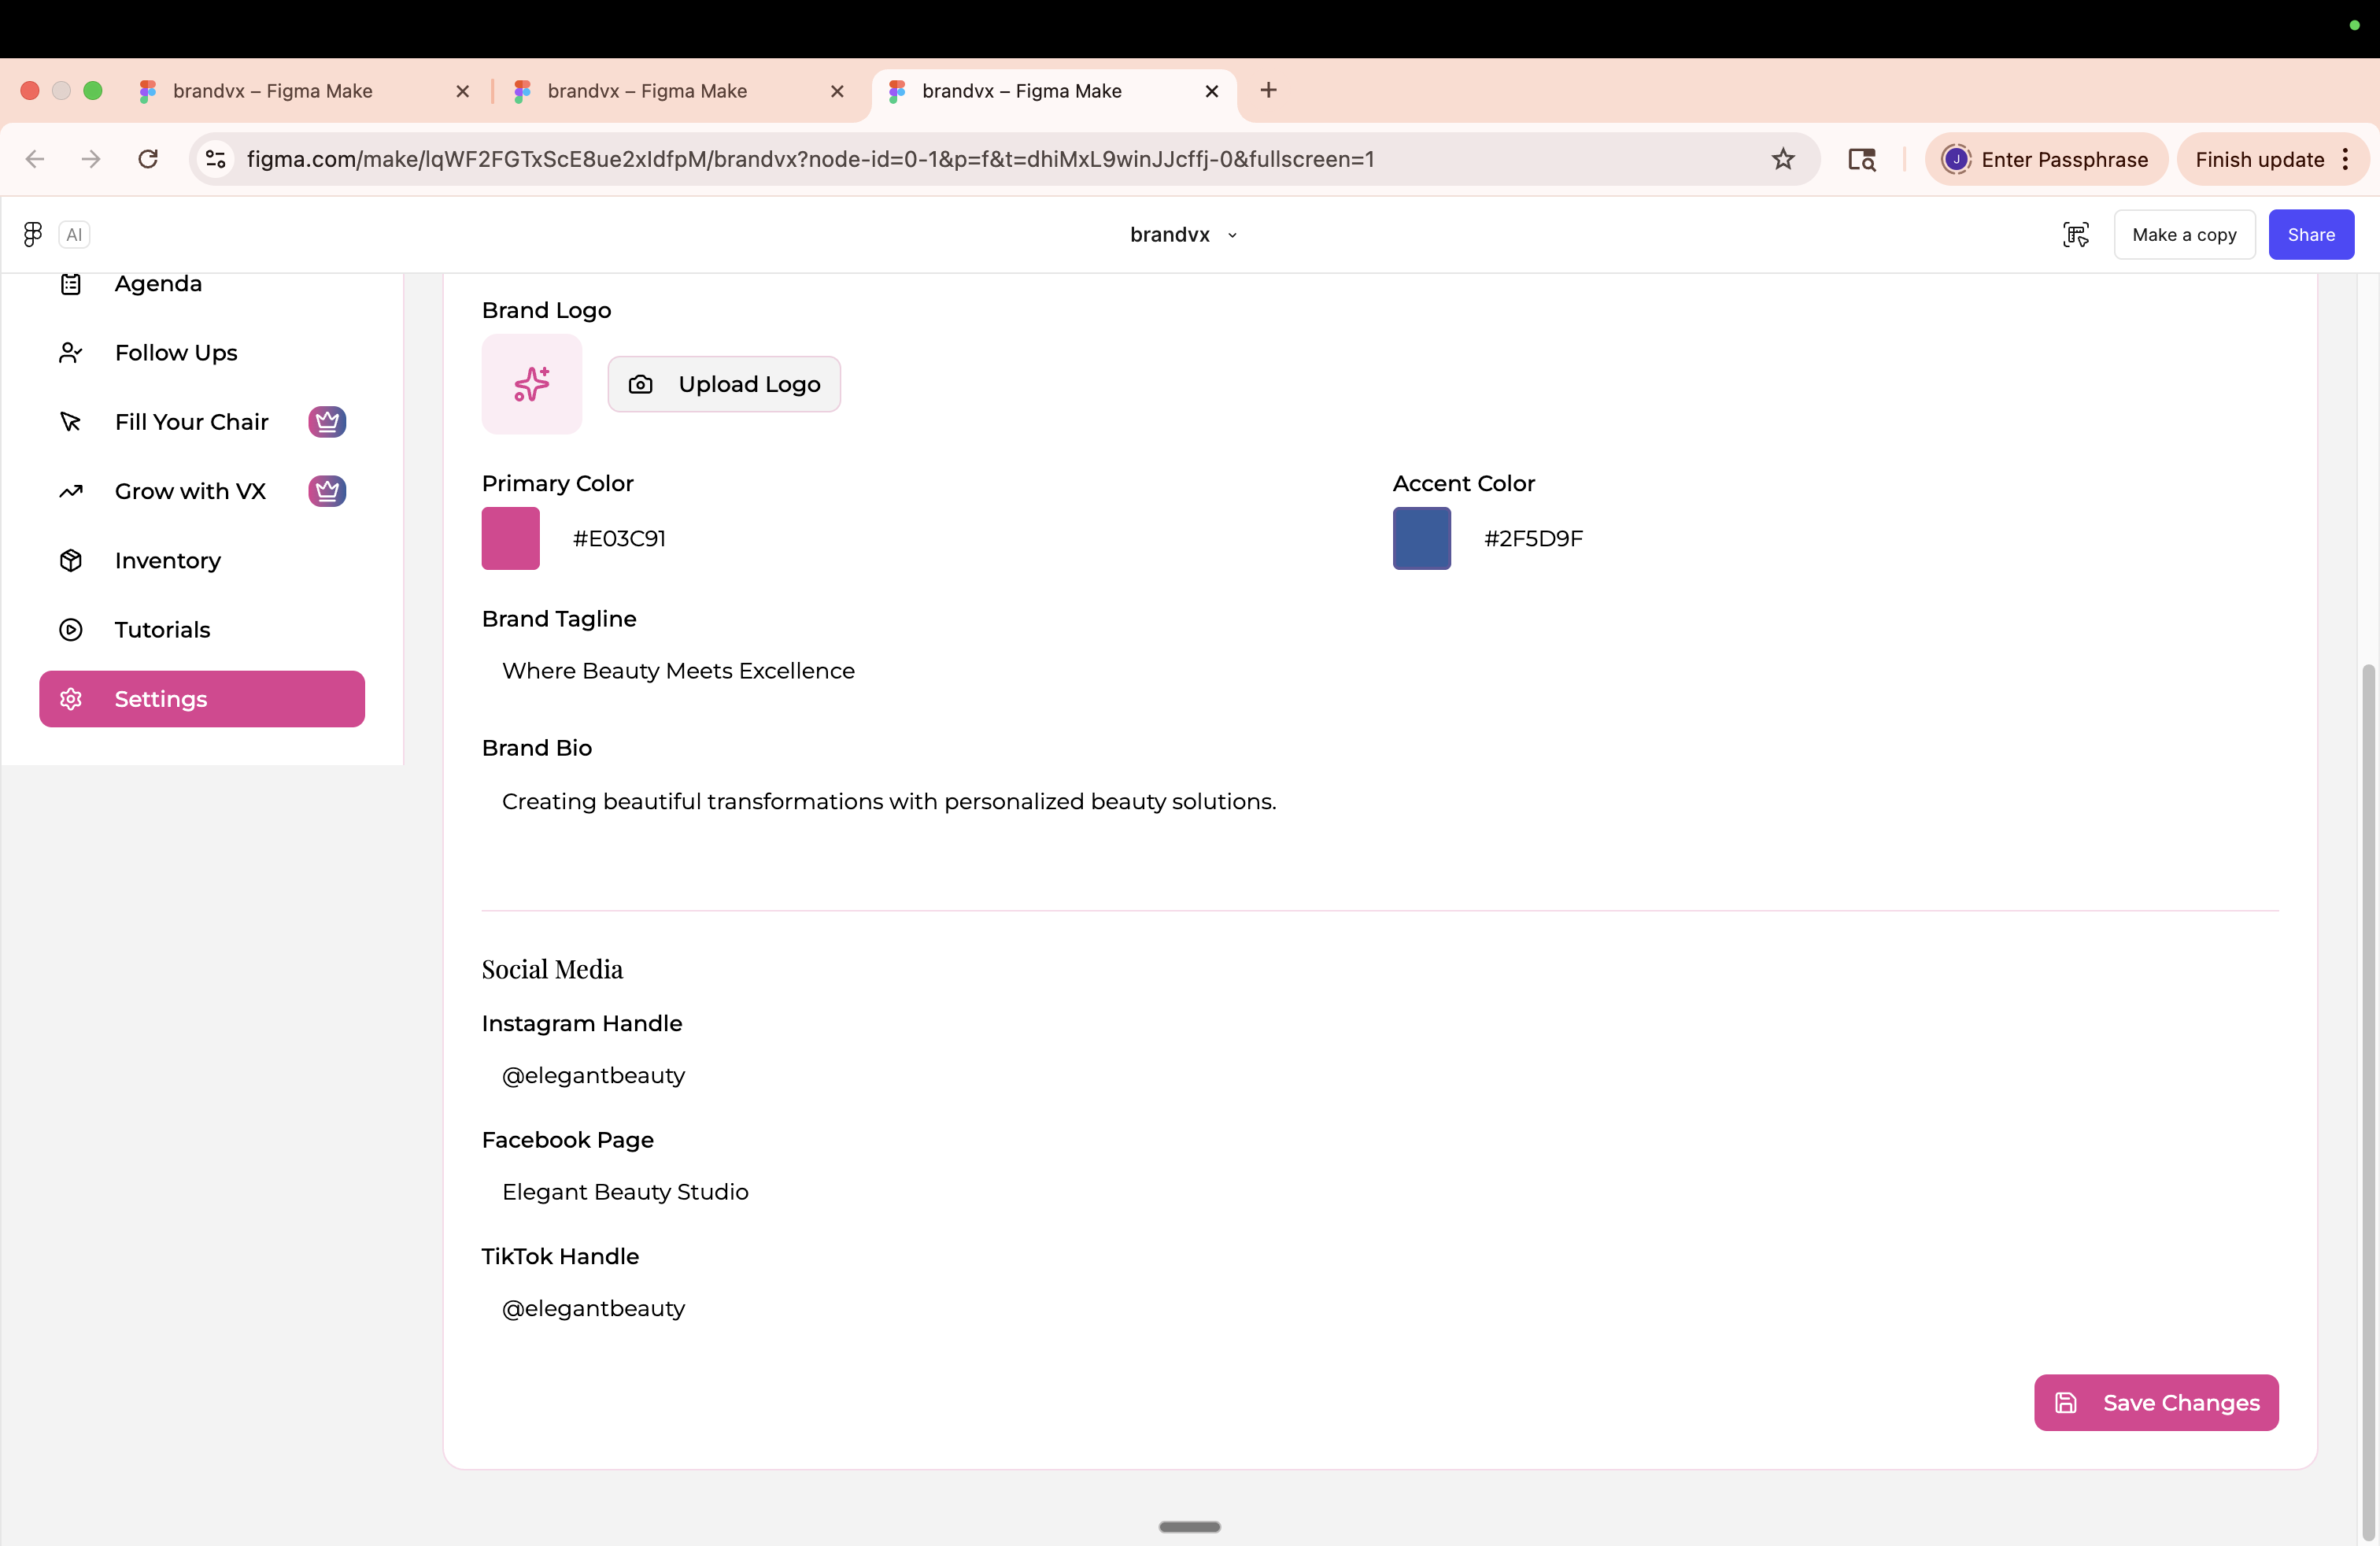 brandvx – Figma Make
brandvx – Figma Make
brandvx – Figma Make
figma.com/make/lqWF2FGTxScE8ue2xIdfpM/brandvx?node-id=0-1&p=f&t=dhiMxL9winJJcffj-0&fullscreen=1
J
Enter Passphrase
Finish update
AI
brandvx
Make a copy
Share
Agenda
Follow Ups
Fill Your Chair
Grow with VX
Inventory
Tutorials
Settings
Brand Logo
Upload Logo
Primary Color
#E03C91
Accent Color
#2F5D9F
Brand Tagline
Where Beauty Meets Excellence
Brand Bio
Creating beautiful transformations with personalized beauty solutions.
Social Media
Instagram Handle
@elegantbeauty
Facebook Page
Elegant Beauty Studio
TikTok Handle
@elegantbeauty
Save Changes